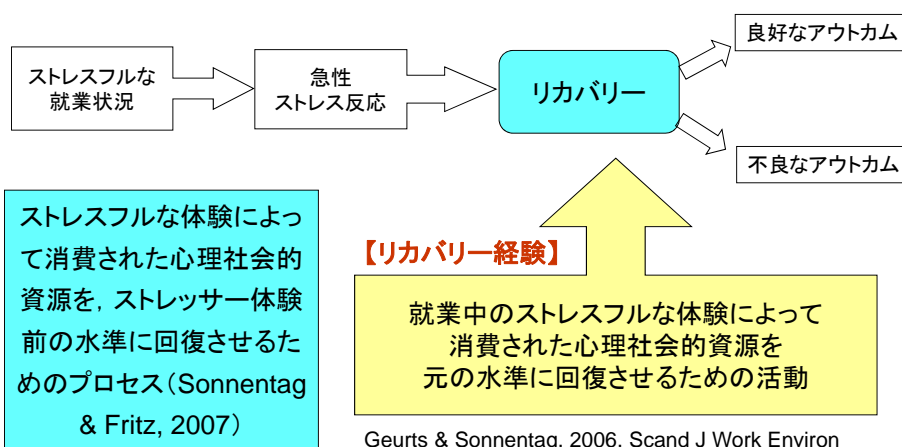 ストレスフルな
就業状況
急性
ストレス反応
リカバリー
良好なアウトカム
不良なアウトカム
ストレスフルな体験によっ
て消費された心理社会的
資源を，ストレッサー体験
前の水準に回復させるた
めのプロセス（Sonnentag
& Fritz, 2007）
【リカバリー経験】
就業中のストレスフルな体験によって
消費された心理社会的資源を
元の水準に回復させるための活動
Geurts & Sonnentag, 2006, Scand J Work Environ